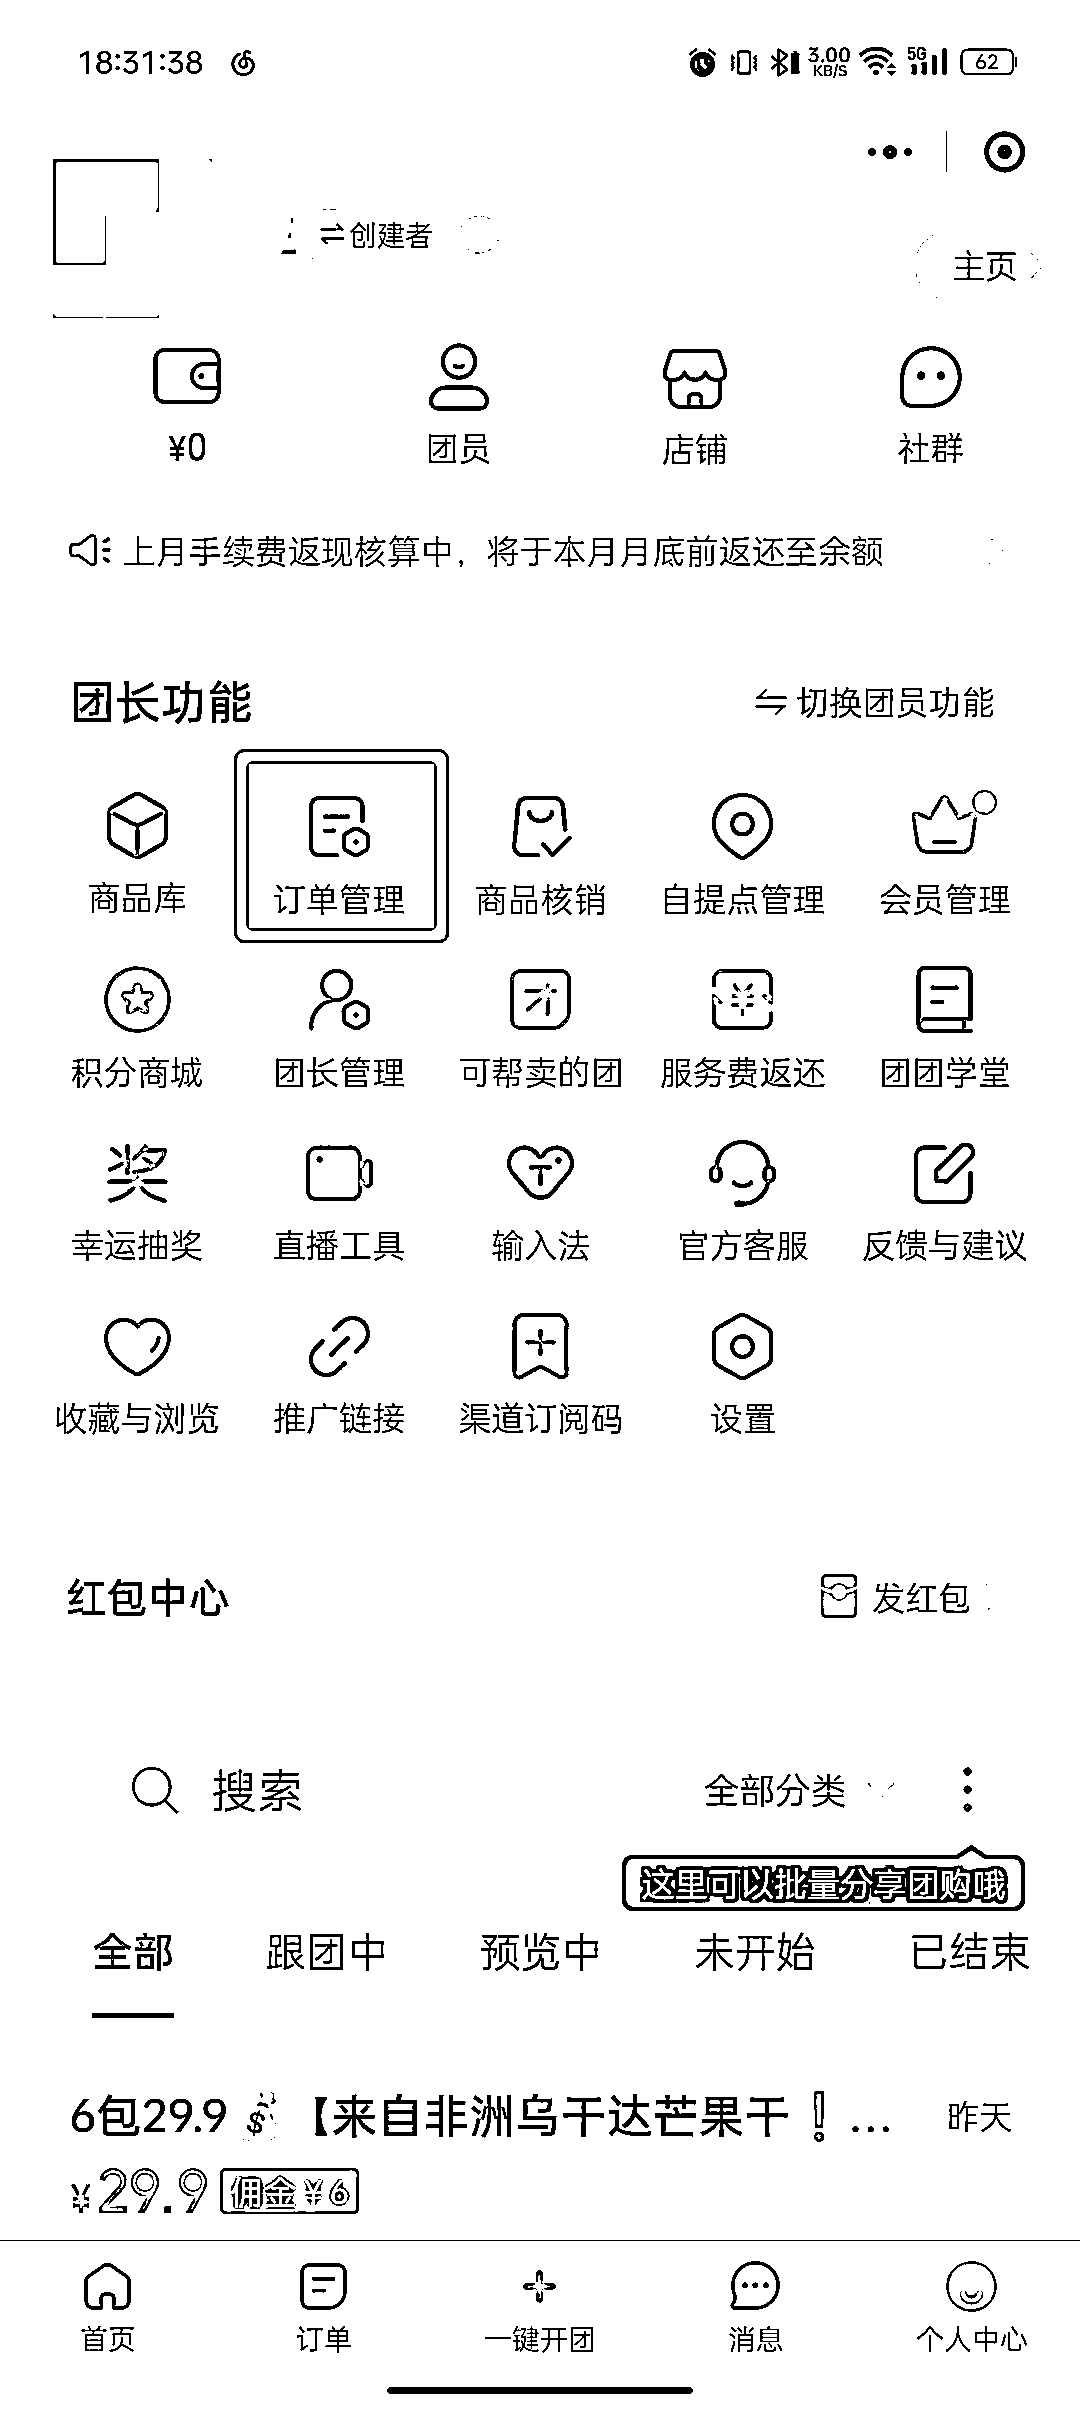 18:31:38 3.00 KB/S 5G 62
创建者
主页
¥0 团员 店铺 社群
上月手续费返现核算中，将于本月月底前返还至余额
团长功能 切换团员功能
商品库 订单管理 商品核销 自提点管理 会员管理
积分商城 团长管理 可帮卖的团 服务费返还 团团学堂
奖
幸运抽奖 直播工具 输入法 官方客服 反馈与建议
收藏与浏览 推广链接 渠道订阅码 设置
红包中心 发红包
搜索 全部分类
这里可以批量分享团购哦
全部 跟团中 预览中 未开始 已结束
6包29.9💰【来自非洲乌干达芒果干❗... 昨天
¥29.9 佣金¥6
首页 订单 一键开团 消息 个人中心